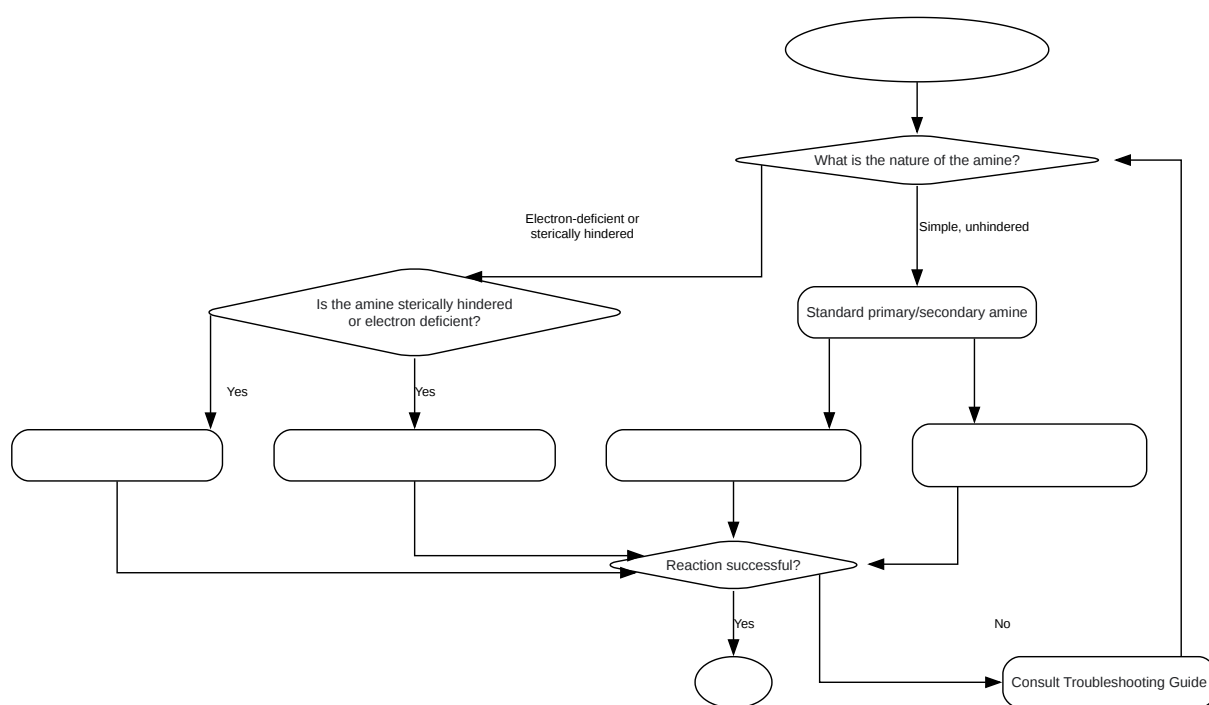 What is the nature of the amine?
Electron-deficient or
sterically hindered
Simple, unhindered
Is the amine sterically hindered
or electron deficient?
Standard primary/secondary amine
Yes
Yes
Reaction successful?
Yes
No
Consult Troubleshooting Guide